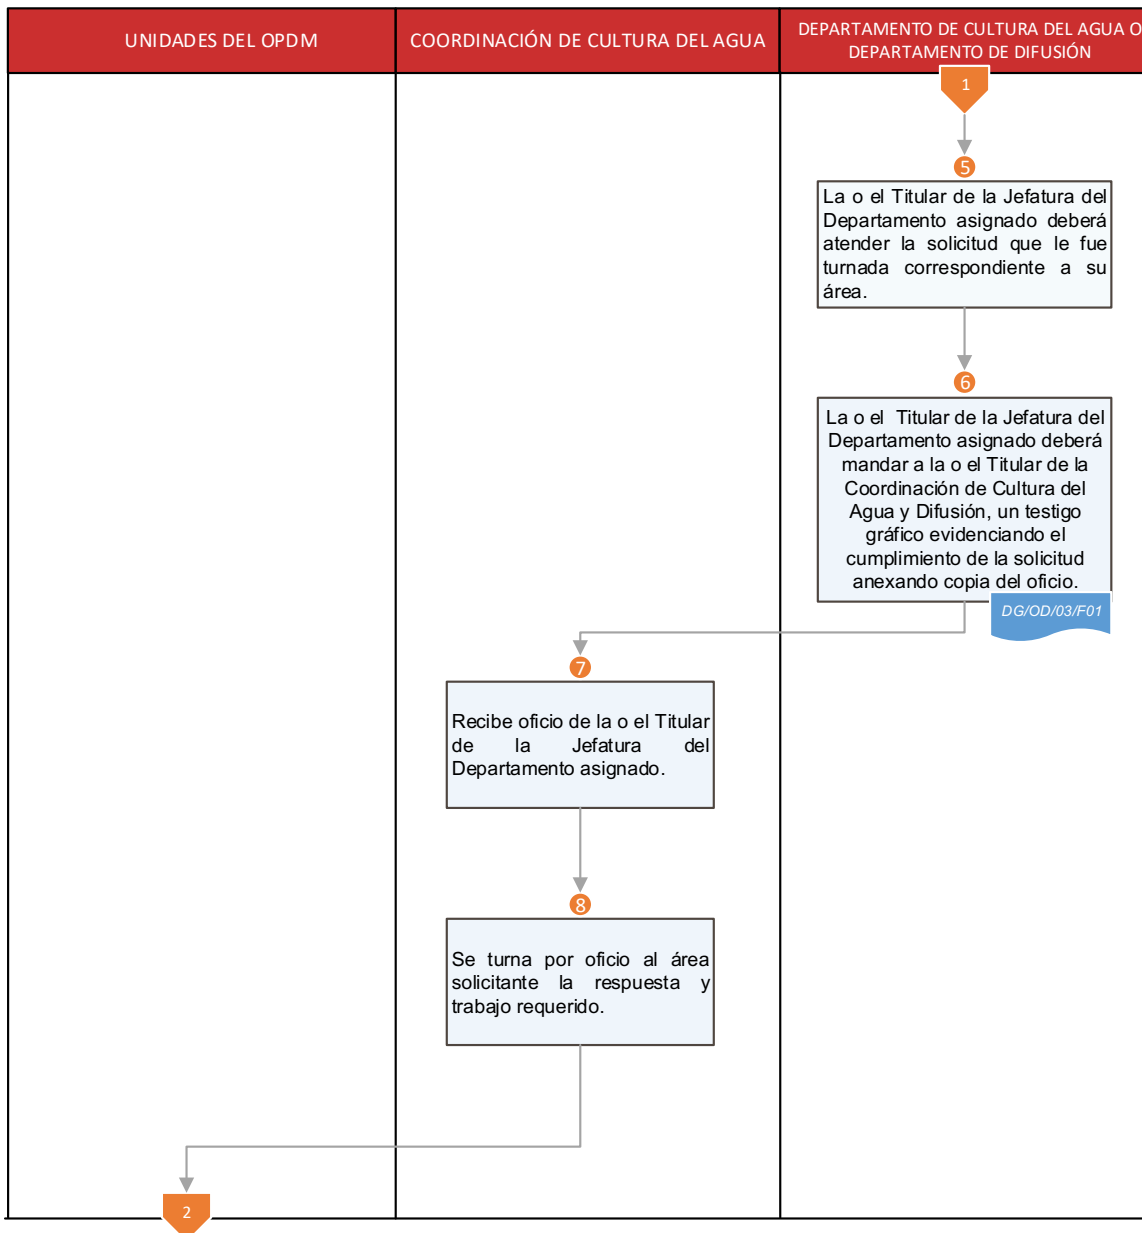 UNIDADES DEL OPDM
COORDINACIÓN DE CULTURA DEL AGUA
DEPARTAMENTO DE CULTURA DEL AGUA O
DEPARTAMENTO DE DIFUSIÓN
1
5
La o el Titular de la Jefatura del
Departamento asignado deberá
atender la solicitud que le fue
turnada correspondiente a su
área.
6
La o el Titular de la Jefatura del
Departamento asignado deberá
mandar a la o el Titular de la
Coordinación de Cultura del
Agua y Difusión, un testigo
gráfico evidenciando el
cumplimiento de la solicitud
anexando copia del oficio.
DG/OD/03/F01
7
Recibe oficio de la o el Titular
de la Jefatura del
Departamento asignado.
8
Se turna por oficio al área
solicitante la respuesta y
trabajo requerido.
2